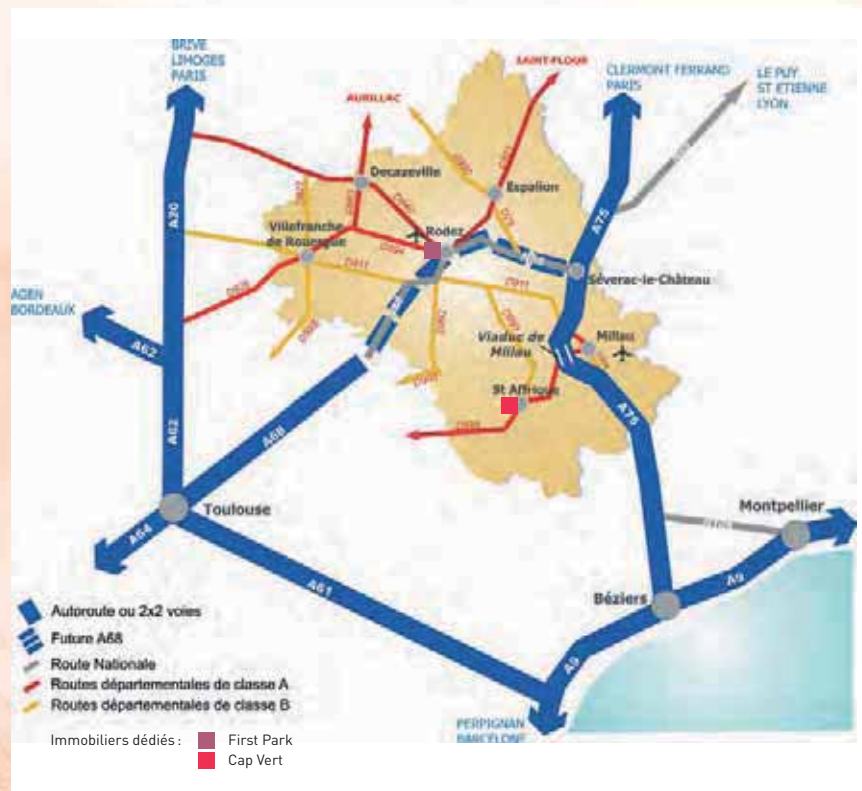 BRIVE
LIMOGES
PARIS
SAINT-FLOUR
CLERMONT FERRAND
PARIS
LE PUY
ST ETIENNE
LYON
AURILLAC
Decazeville
Espalion
A20
A75
Villefranche
de Rouergue
Rodez
D911
D911
Séverac-le-Château
AGEN
BORDEAUX
A62
Viaduc de
Millau
Millau
St Affrique
A62
A68
A75
Toulouse
Montpellier
A64
A61
Béziers
A9
A9
PERPIGNAN
BARCELONE
Autoroute ou 2x2 voies
Future A68
Route Nationale
Routes départementales de classe A
Routes départementales de classe B
Immobiliers dédiés :
First Park
Cap Vert